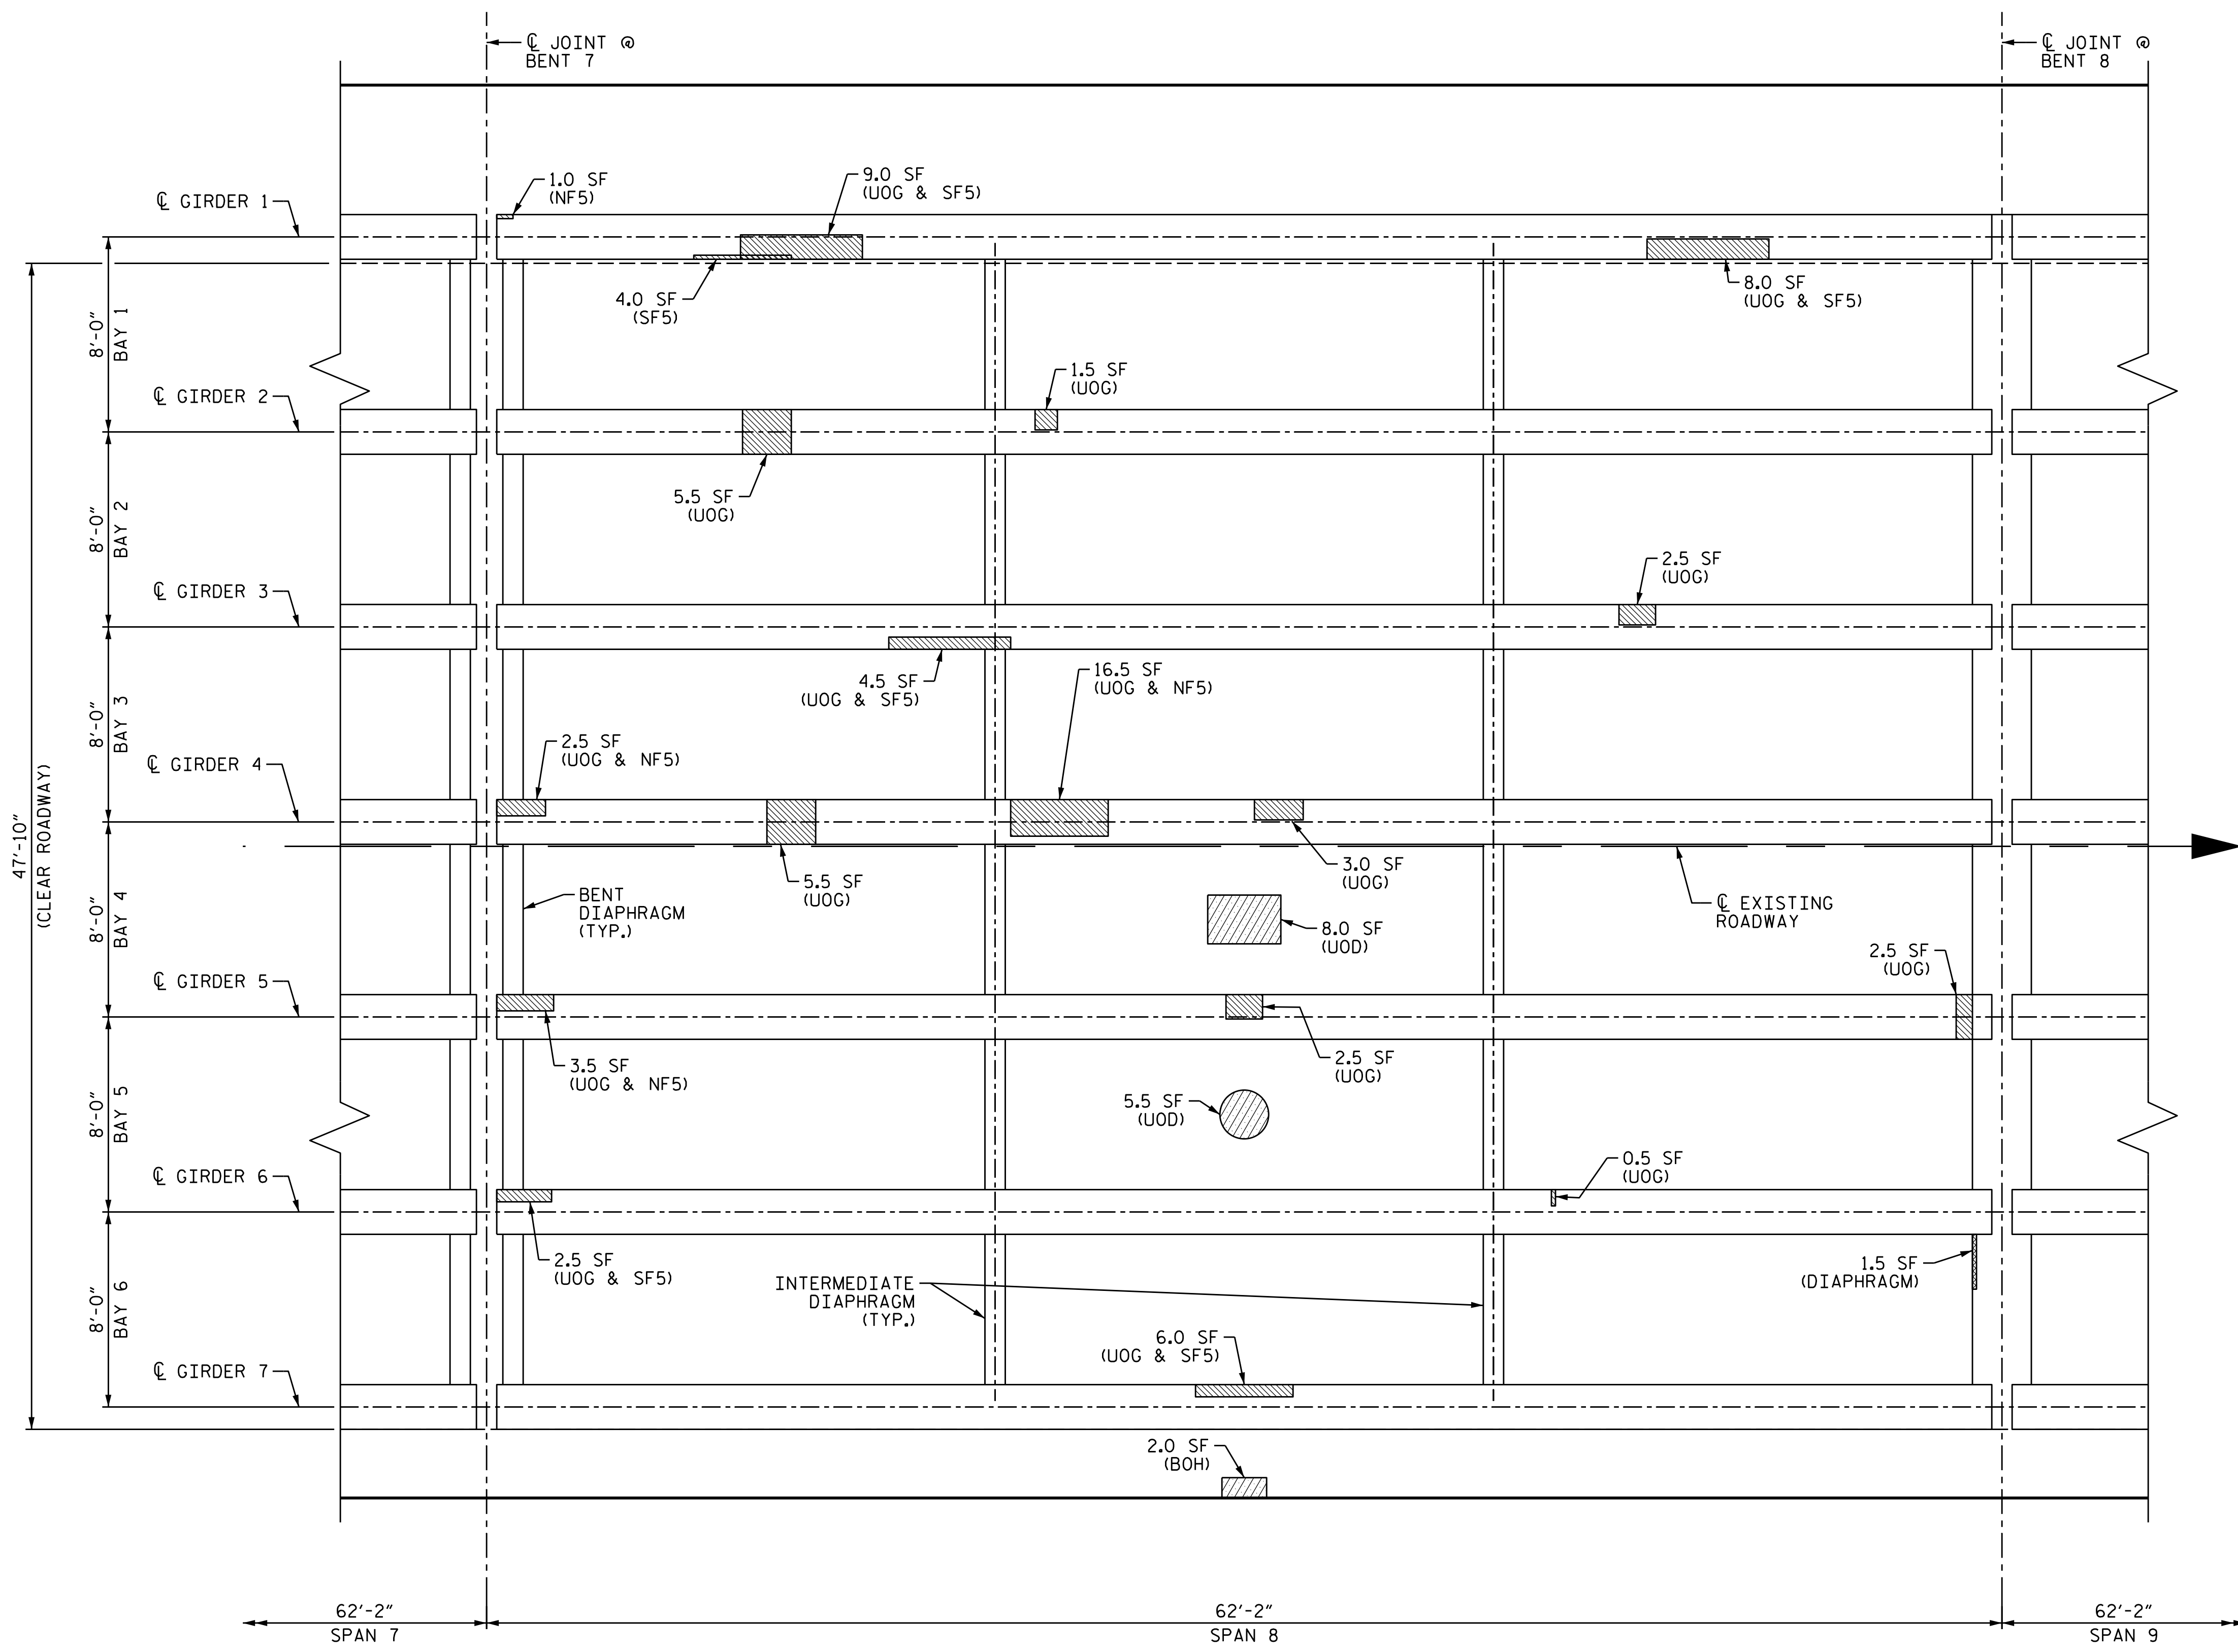 ℄ JOINT @
BENT 7
℄ JOINT @
BENT 8
1.0 SF
(NF5)
9.0 SF
(UOG & SF5)
℄ GIRDER 1
4.0 SF
(SF5)
8.0 SF
(UOG & SF5)
8'-0"
BAY 1
1.5 SF
(UOG)
℄ GIRDER 2
5.5 SF
(UOG)
8'-0"
BAY 2
2.5 SF
(UOG)
℄ GIRDER 3
4.5 SF
(UOG & SF5)
16.5 SF
(UOG & NF5)
8'-0"
BAY 3
2.5 SF
(UOG & NF5)
℄ GIRDER 4
47'-10"
(CLEAR ROADWAY)
5.5 SF
(UOG)
3.0 SF
(UOG)
BENT
DIAPHRAGM
(TYP.)
8'-0"
BAY 4
8.0 SF
(UOD)
℄ EXISTING
ROADWAY
2.5 SF
(UOG)
℄ GIRDER 5
3.5 SF
(UOG & NF5)
2.5 SF
(UOG)
8'-0"
BAY 5
5.5 SF
(UOD)
0.5 SF
(UOG)
℄ GIRDER 6
2.5 SF
(UOG & SF5)
INTERMEDIATE
DIAPHRAGM
(TYP.)
1.5 SF
(DIAPHRAGM)
8'-0"
BAY 6
6.0 SF
(UOG & SF5)
℄ GIRDER 7
2.0 SF
(BOH)
62'-2"
SPAN 7
62'-2"
SPAN 8
62'-2"
SPAN 9